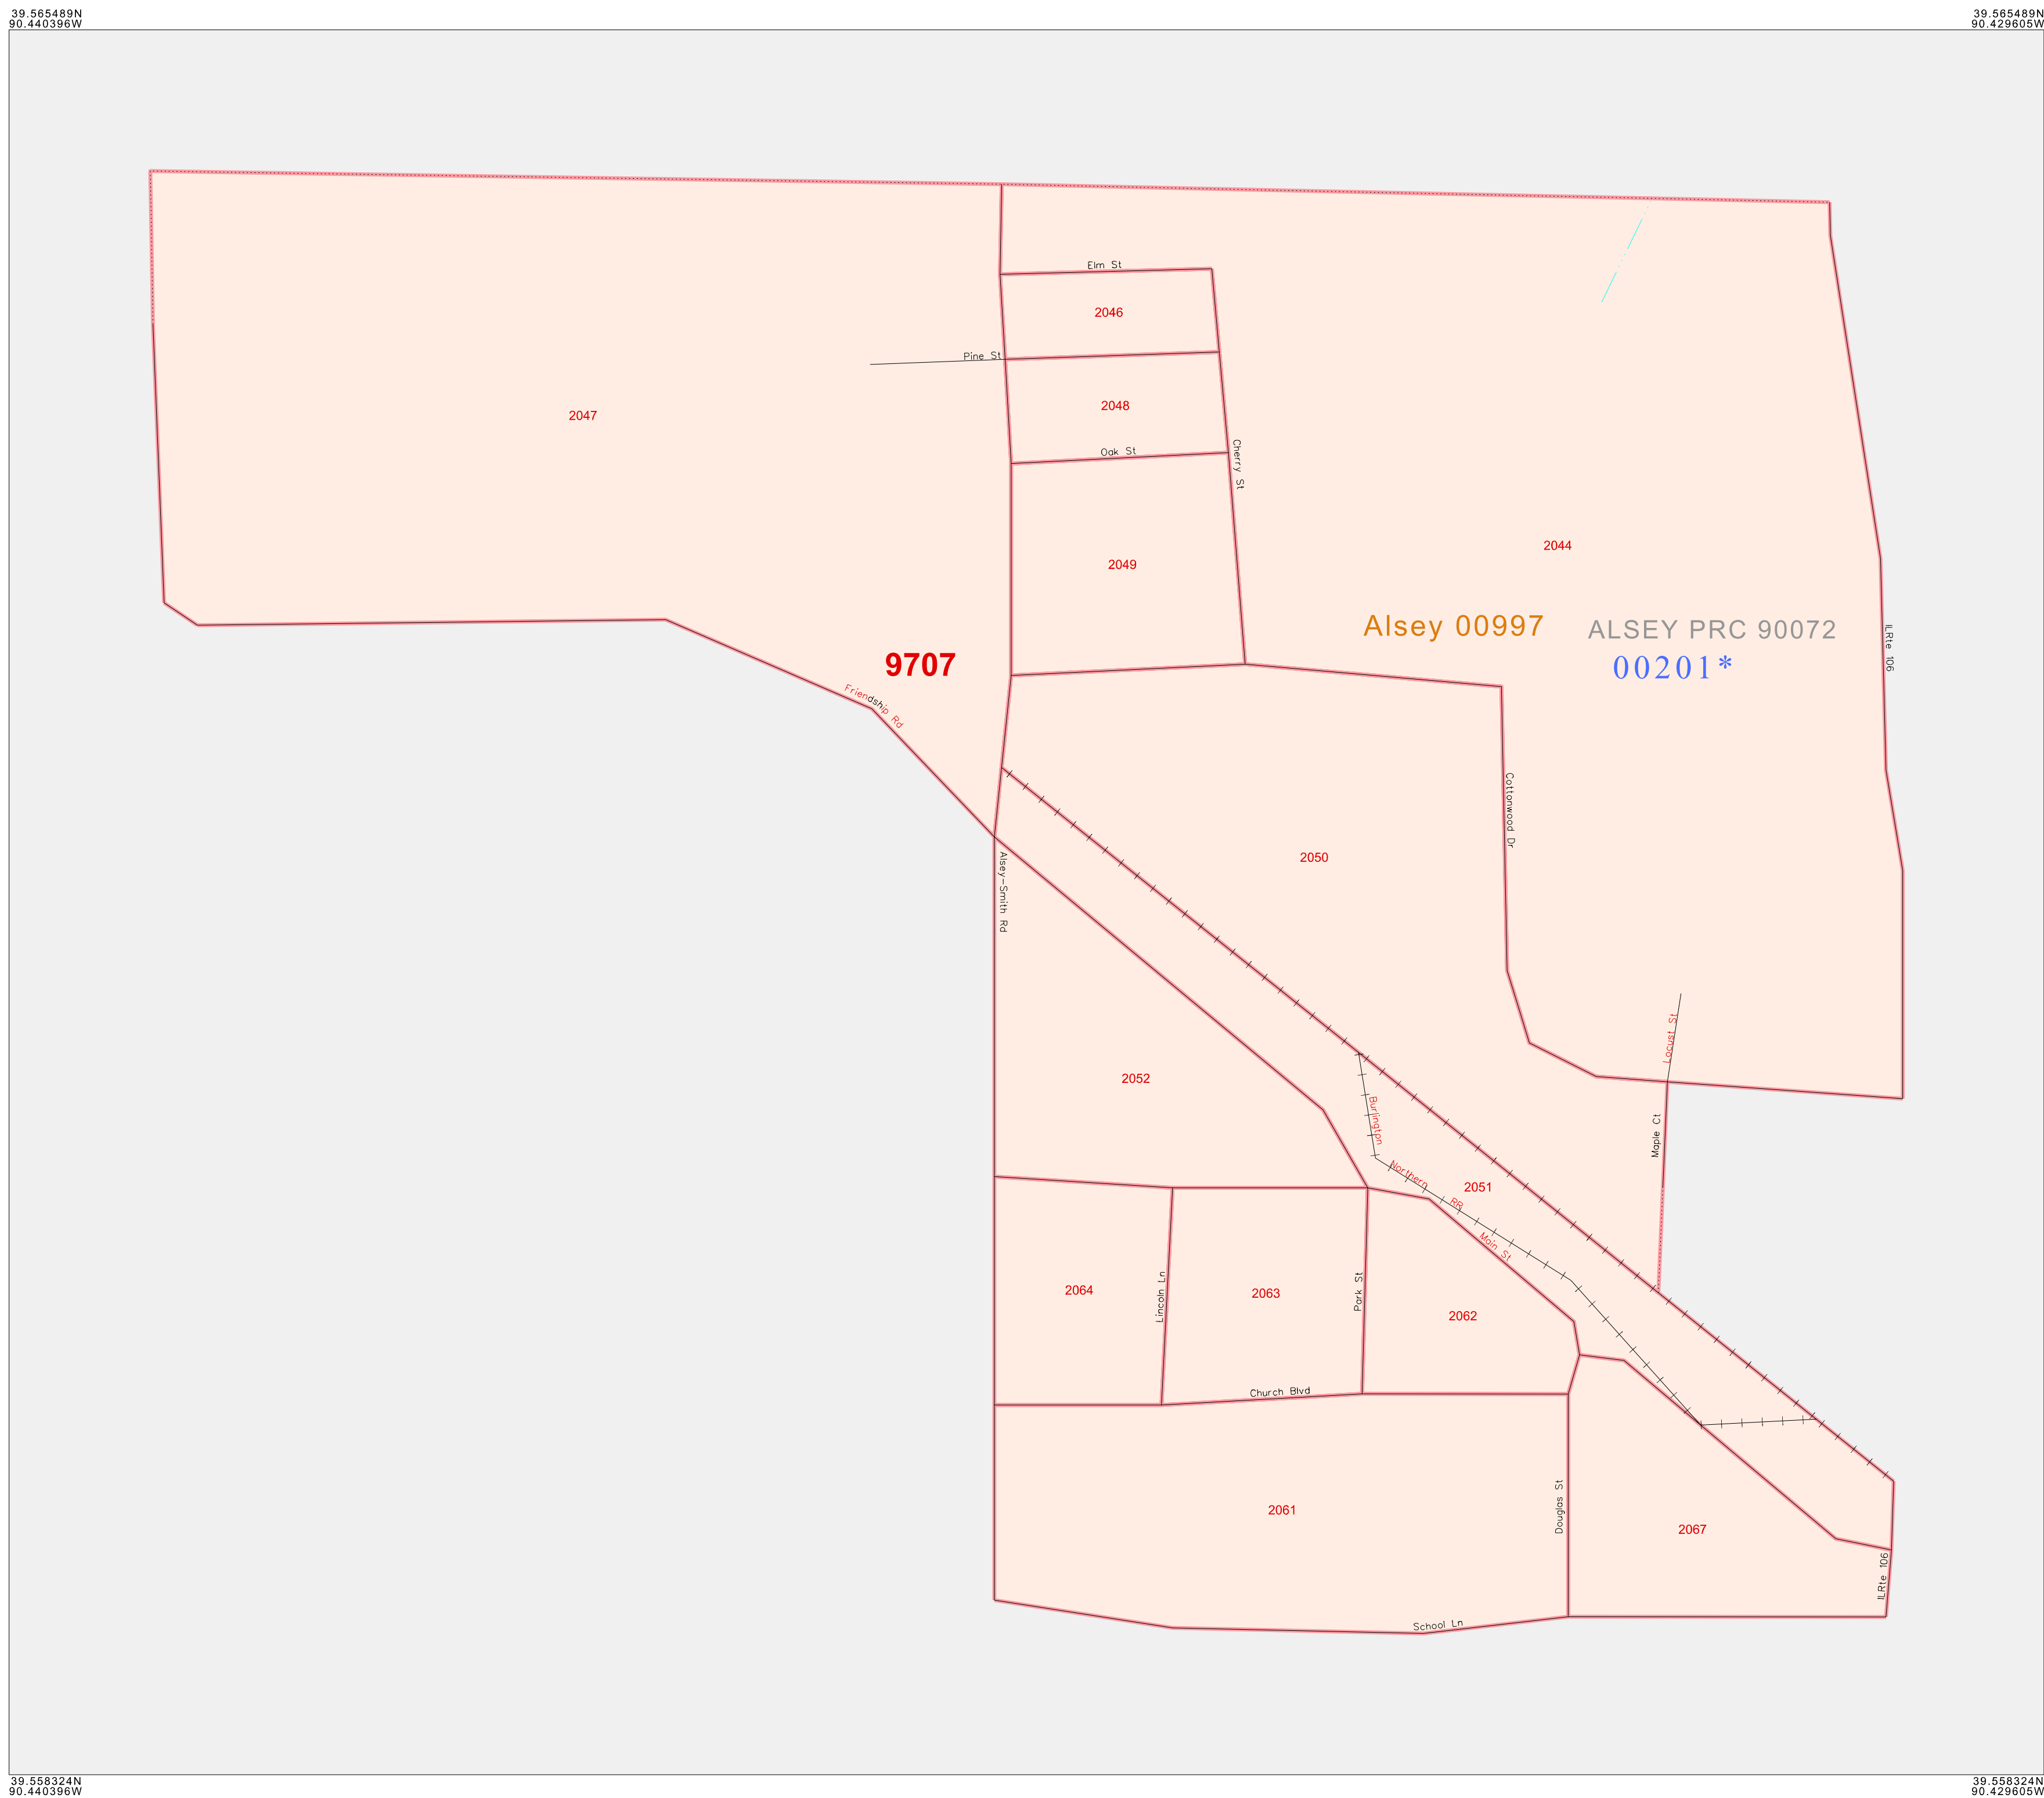 39.565489N
90.440396W
39.565489N
90.429605W
Elm St
2046
Pine St
2047
2048
Oak St
Cherry St
2044
2049
Alsey 00997
ALSEY PRC 90072
00201*
ILRte 106
9707
Friendship Rd
Cottonwood Dr
Alsey-Smith Rd
2050
Locust St
2052
Burlington
Northern
RR
Maple Ct
2051
Main St
2064
Lincoln Ln
2063
Park St
2062
Church Blvd
2061
Douglas St
2067
ILRte 106
School Ln
39.558324N
90.440396W
39.558324N
90.429605W